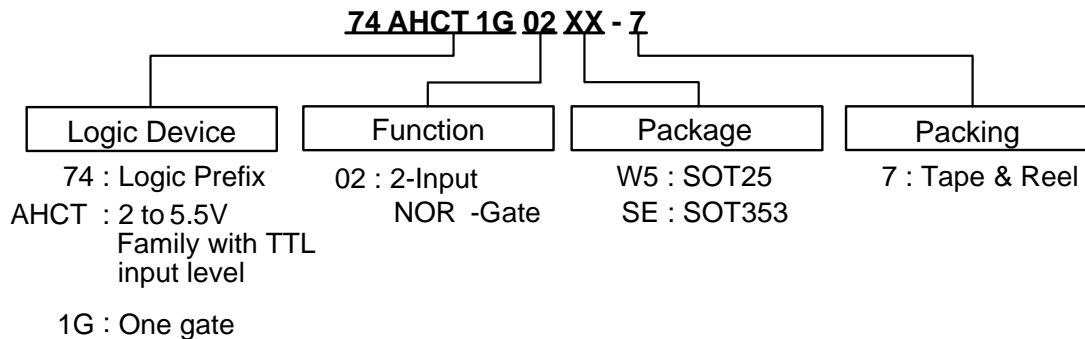 74 AHCT 1G 02 XX - 7
Logic Device
74 : Logic Prefix
AHCT : 2 to 5.5V
Family with TTL
input level
1G : One gate
Function
02 : 2-Input
NOR -Gate
Package
W5 : SOT25
SE : SOT353
Packing
7 : Tape & Reel